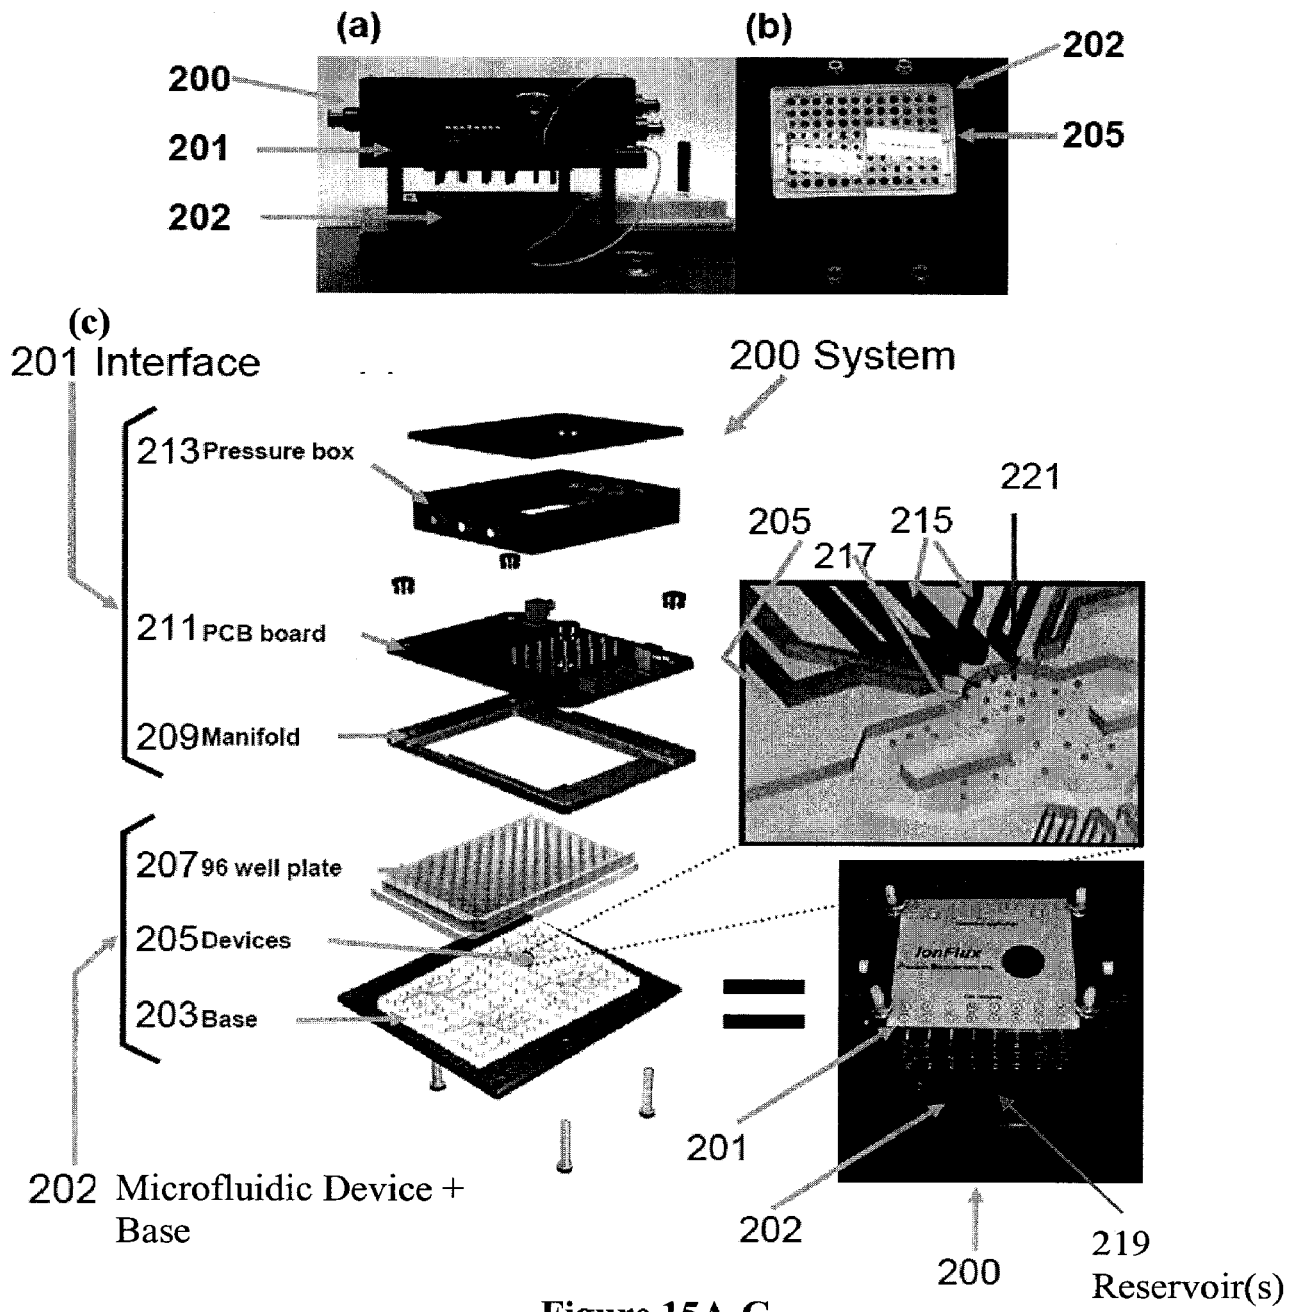 (a)
(b)
200
202
201
205
202
(c)
201 Interface
200 System
213 Pressure box
221
205
215
217
211 PCB board
209 Manifold
207 96 well plate
205 Devices
IonFlux
203 Base
201
202 Microfluidic Device +
Base
202
219
200
Reservoir(s)
Figure 15A-C